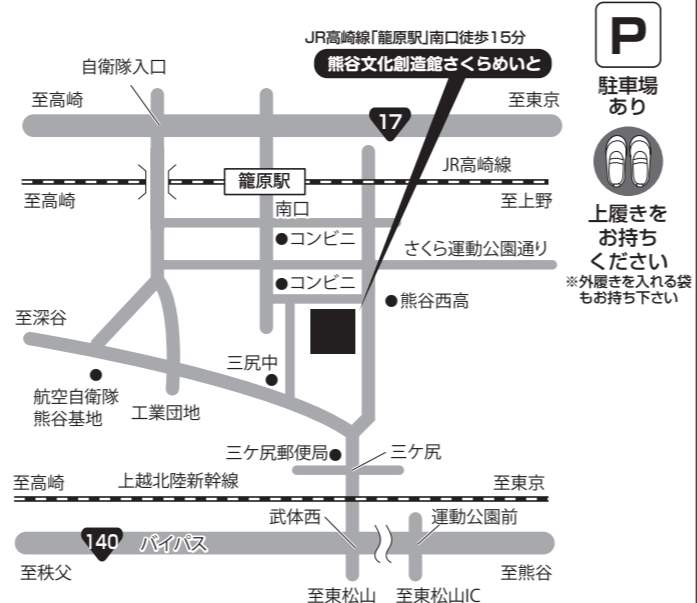 JR高崎線「籠原駅」南口徒歩15分
熊谷文化創造館さくらめいと
自衛隊入口
至高崎
至東京
17
JR高崎線
籠原駅
至高崎
至上野
南口
●コンビニ
さくら運動公園通り
●コンビニ
●熊谷西高
至深谷
三尻中
航空自衛隊
熊谷基地
工業団地
三ケ尻郵便局●
三ケ尻
至高崎
上越北陸新幹線
至東京
武体西
運動公園前
140
バイパス
至秩父
至熊谷
至東松山
至東松山IC
P
駐車場
あり
上履きを
お持ち
ください
※外履きを入れる袋
もお持ち下さい